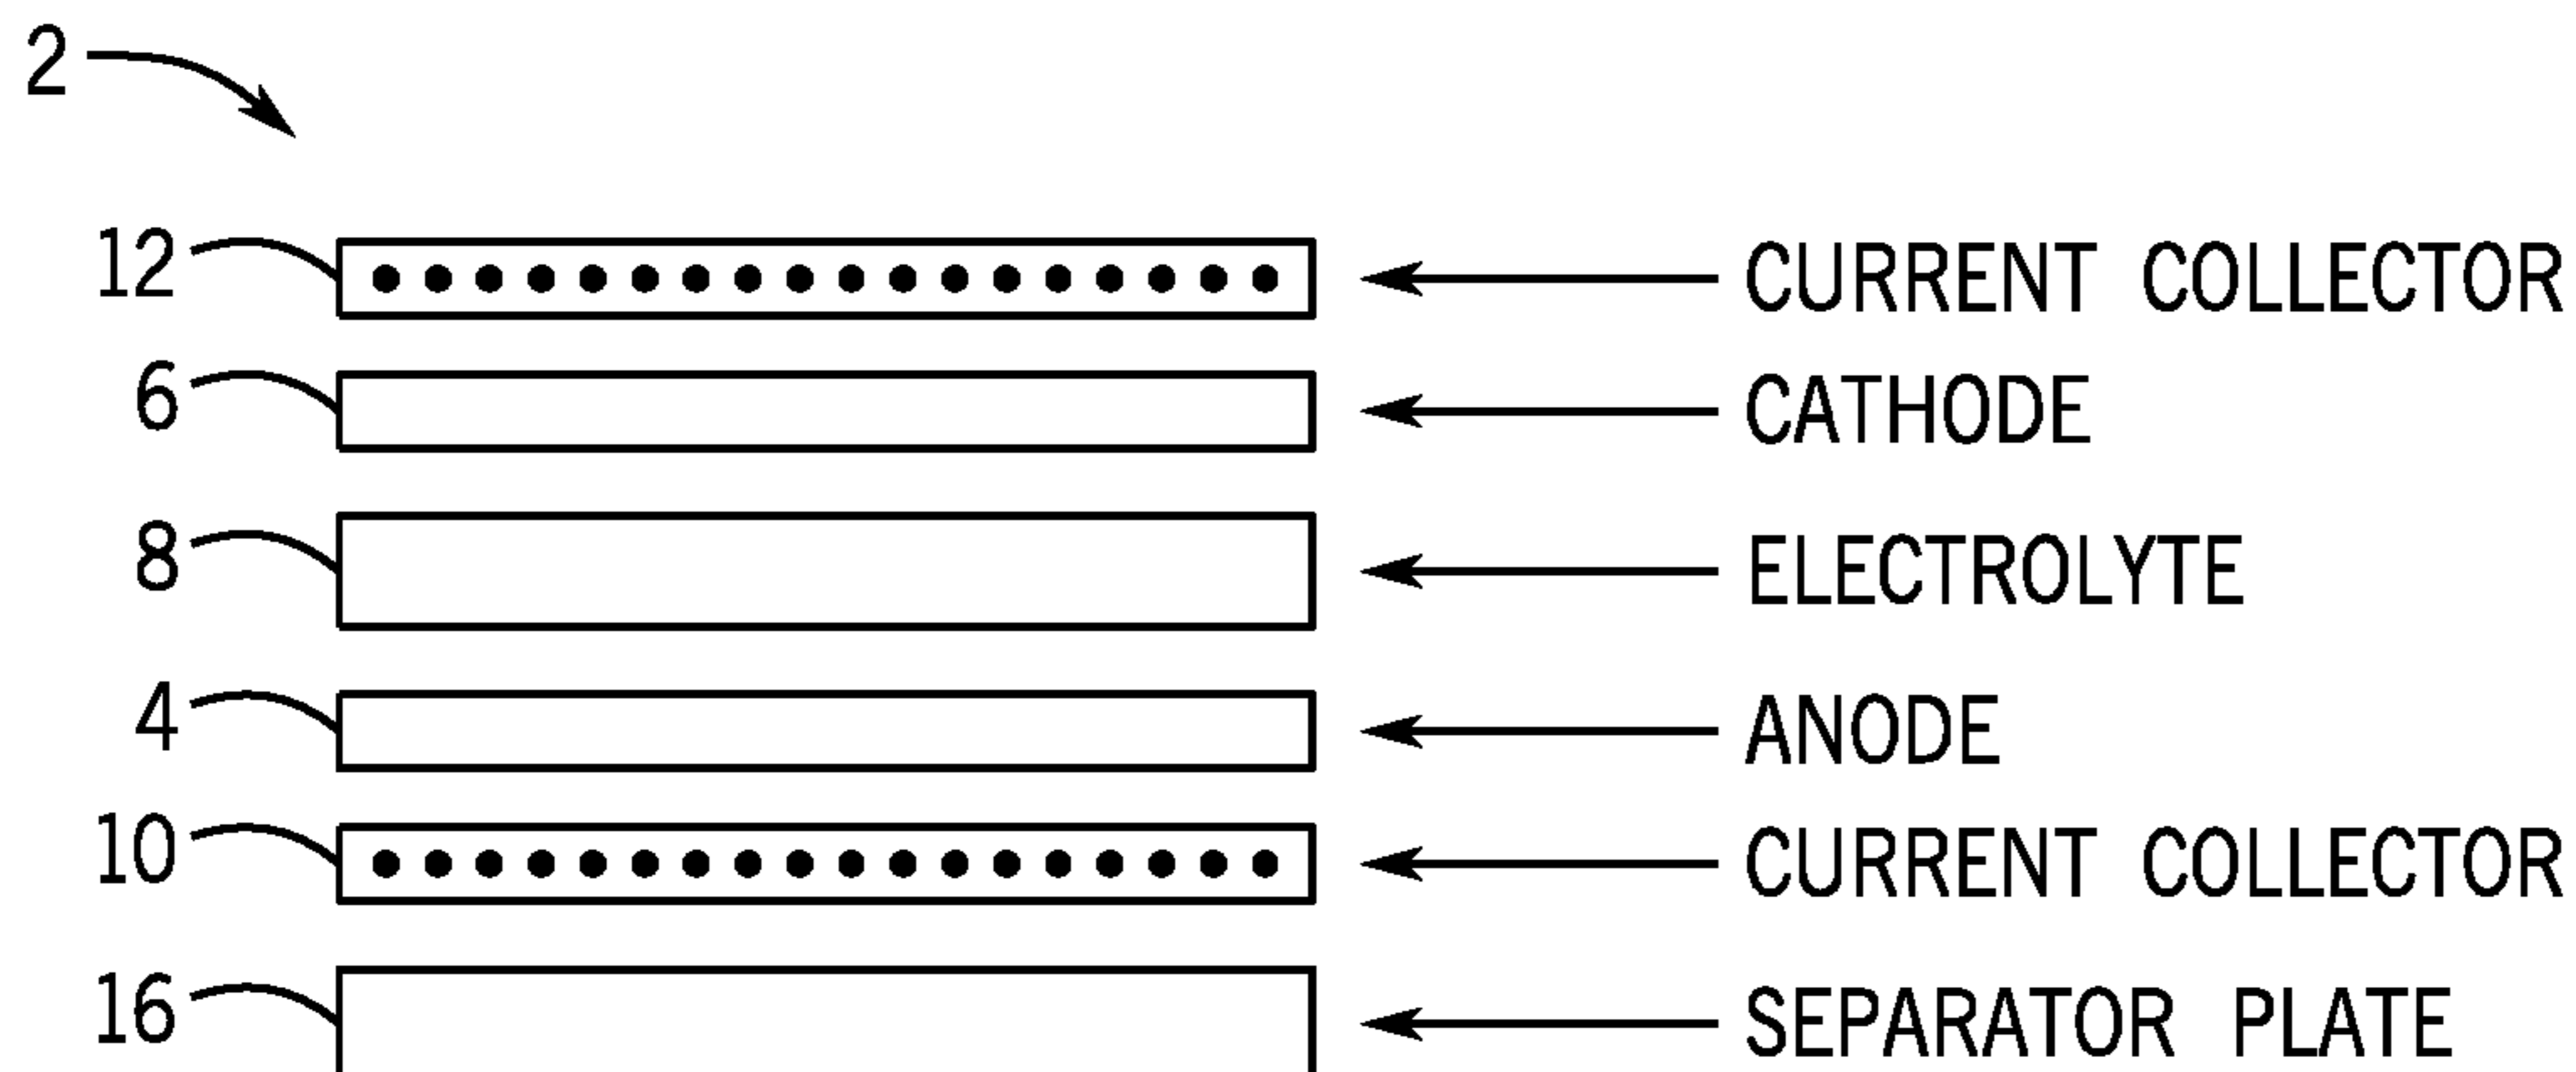 2
12 CURRENT COLLECTOR
6 CATHODE
8 ELECTROLYTE
4 ANODE
10 CURRENT COLLECTOR
16 SEPARATOR PLATE